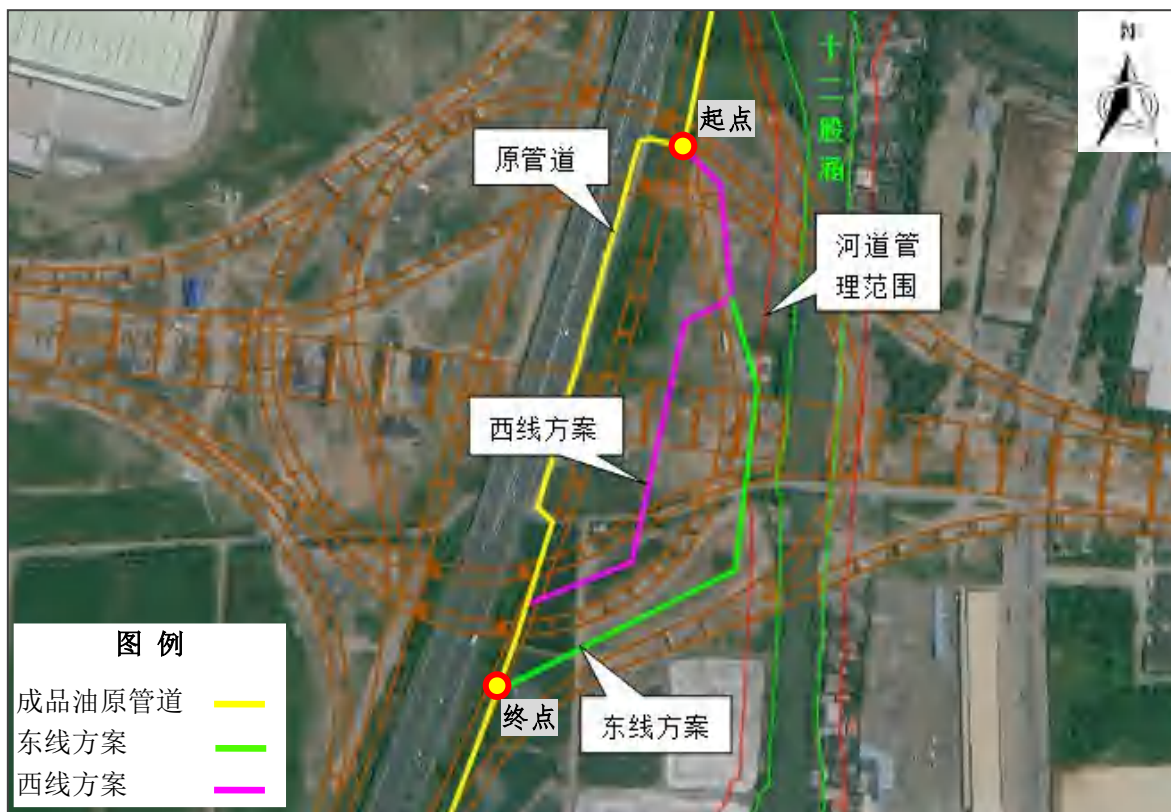 N
起点
十二股涵
原管道
河道管
理范围
西线方案
图 例
成品油原管道
东线方案
西线方案
终点
东线方案